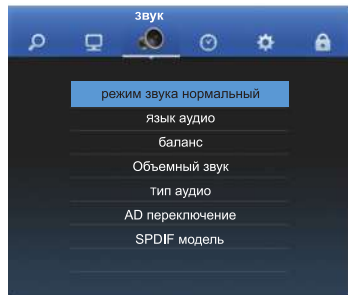 звук
режим звука нормальный
язык аудио
баланс
Объемный звук
тип аудио
AD переключение
SPDIF модель